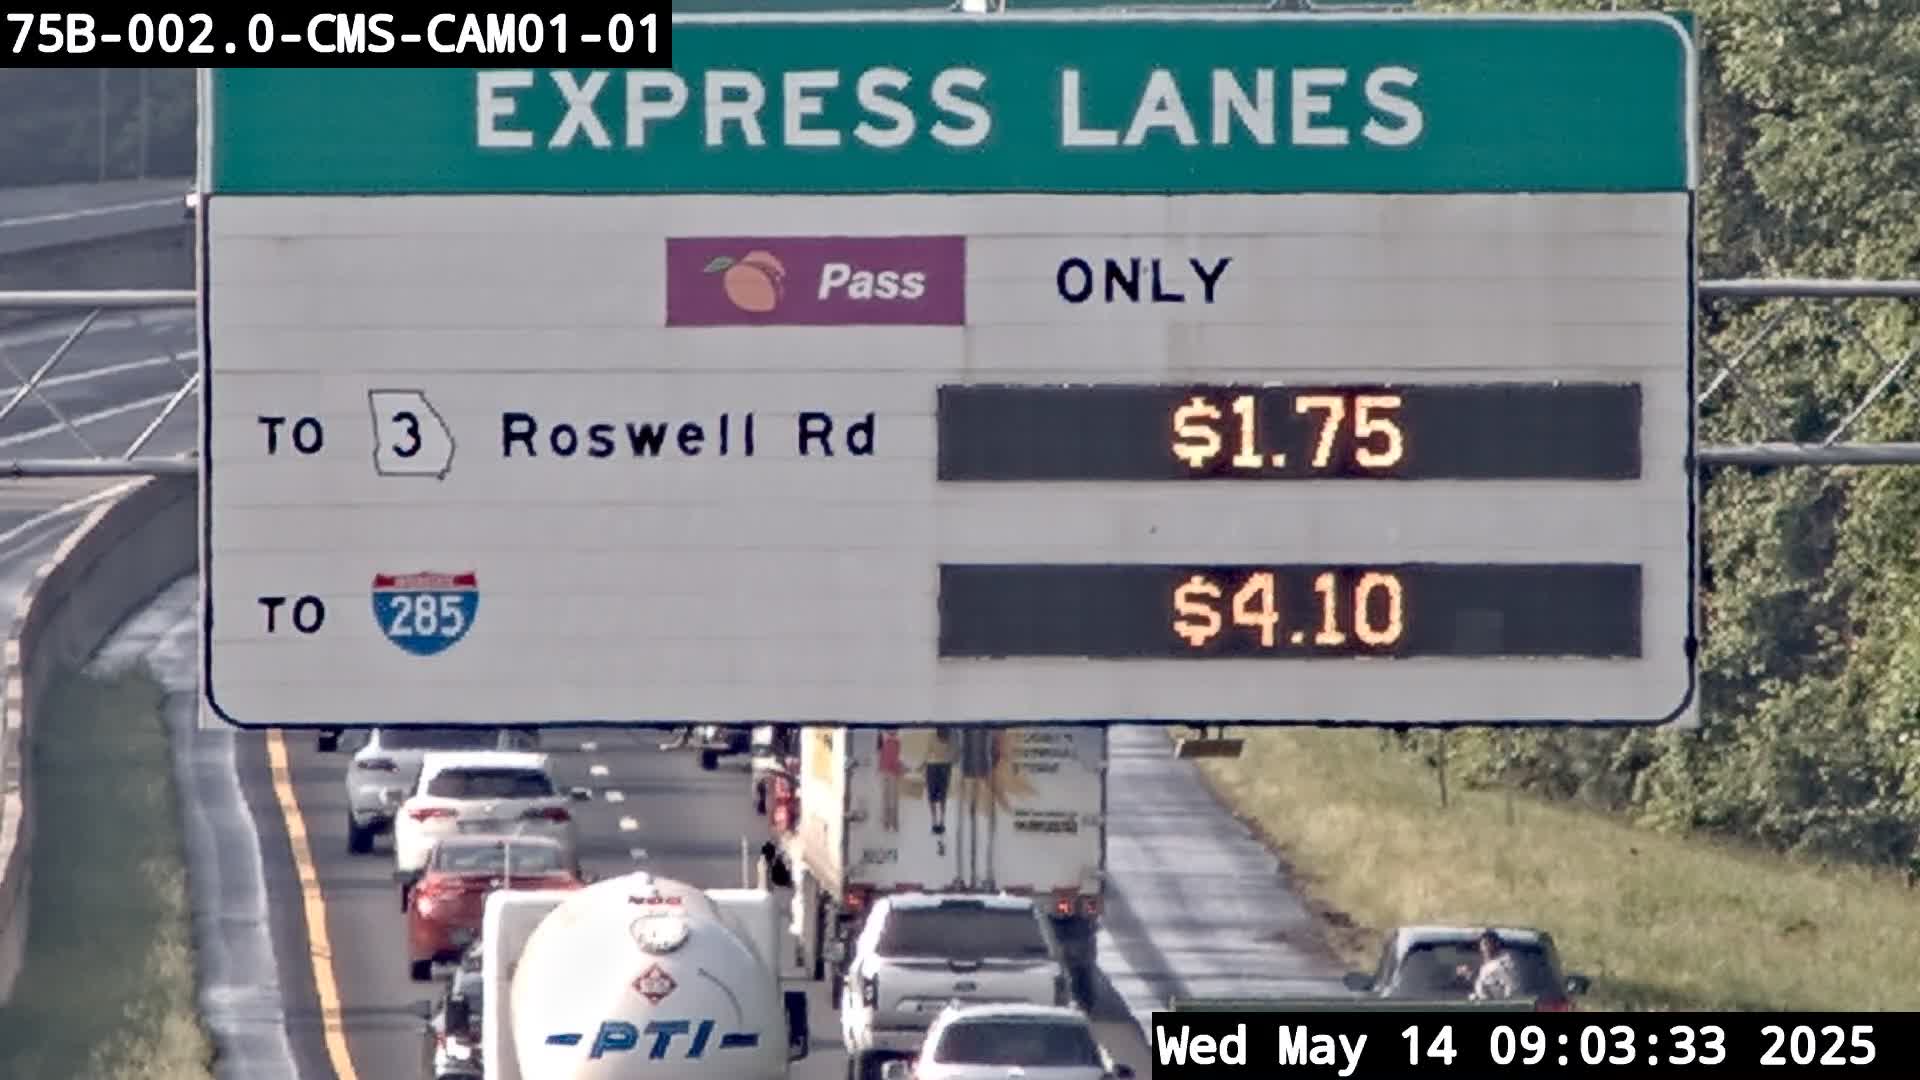 75B-002.0-CMS-CAM01-01
EXPRESS LANES
Pass ONLY
TO 3 Roswell Rd $1.75
TO 285 $4.10
-PTI-
Wed May 14 09:03:33 2025